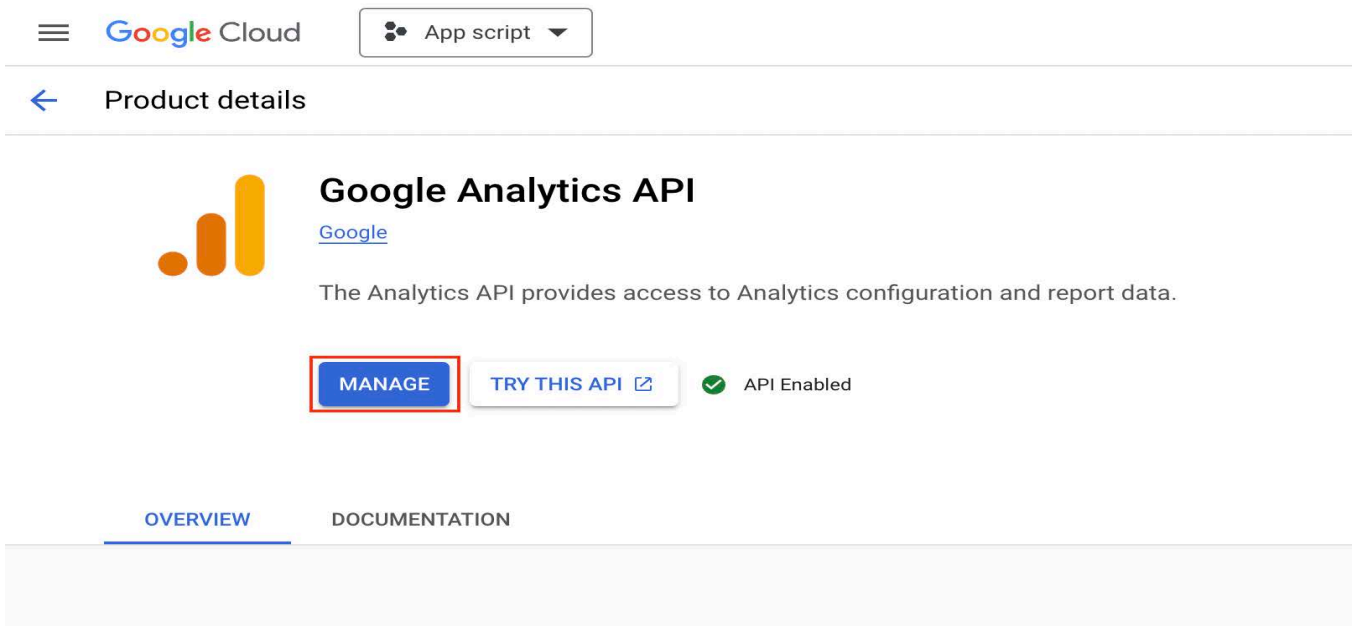 Google Cloud App script
Product details
Google Analytics API
Google
The Analytics API provides access to Analytics configuration and report data.
MANAGE TRY THIS API API Enabled
OVERVIEW DOCUMENTATION